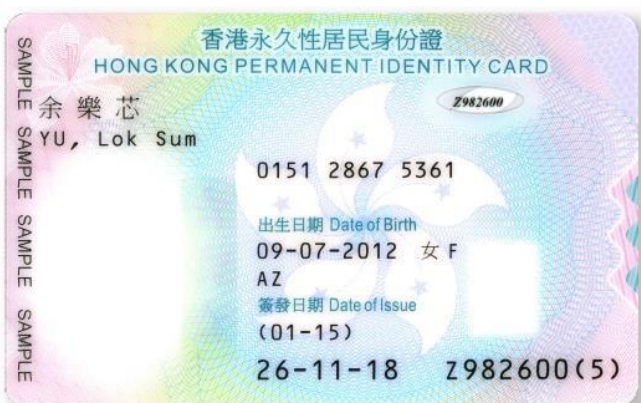 香港永久性居民身份證
HONG KONG PERMANENT IDENTITY CARD
SAMPLE SAMPLE SAMPLE SAMPLE SAMPLE
余樂芯
YU, Lok Sum
Z982600
0151 2867 5361
出生日期 Date of Birth
09-07-2012 女 F
AZ
簽發日期 Date of Issue
(01-15)
26-11-18 Z982600(5)